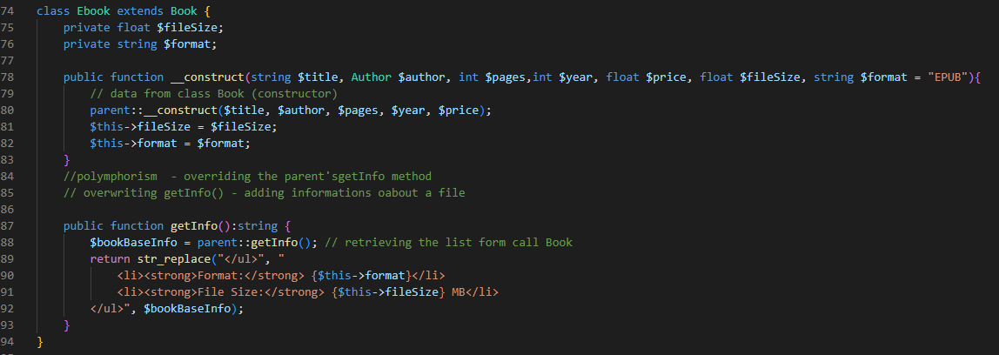 74 class Ebook extends Book {
75     private float $fileSize;
76     private string $format;
77
78     public function __construct(string $title, Author $author, int $pages,int $year, float $price, float $fileSize, string $format = "EPUB"){
79         // data from class Book (constructor)
80         parent::__construct($title, $author, $pages, $year, $price);
81         $this->fileSize = $fileSize;
82         $this->format = $format;
83     }
84     //polymphorism  - overriding the parent'sgetInfo method
85     // overwriting getInfo() - adding informations oabout a file
86
87     public function getInfo():string {
88         $bookBaseInfo = parent::getInfo(); // retrieving the list form call Book
89         return str_replace("</ul>", "
90             <li><strong>Format:</strong> {$this->format}</li>
91             <li><strong>File Size:</strong> {$this->fileSize} MB</li>
92         </ul>", $bookBaseInfo);
93     }
94 }